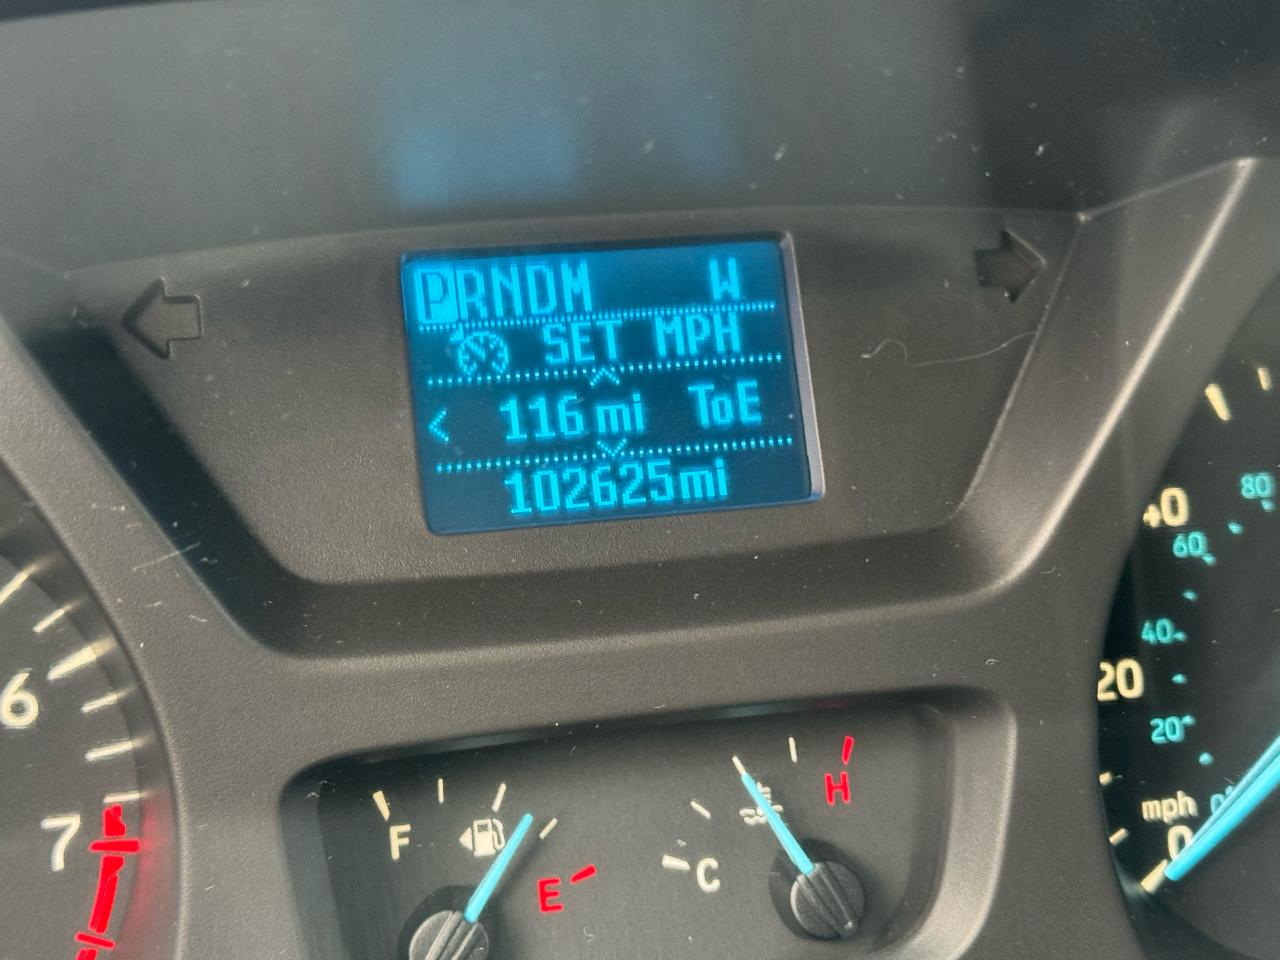 PRNDM W
SET MPH
< 116 mi ToE
102625mi
6
7
F
E
C
H
40
80
60
40
20
20
mph
0